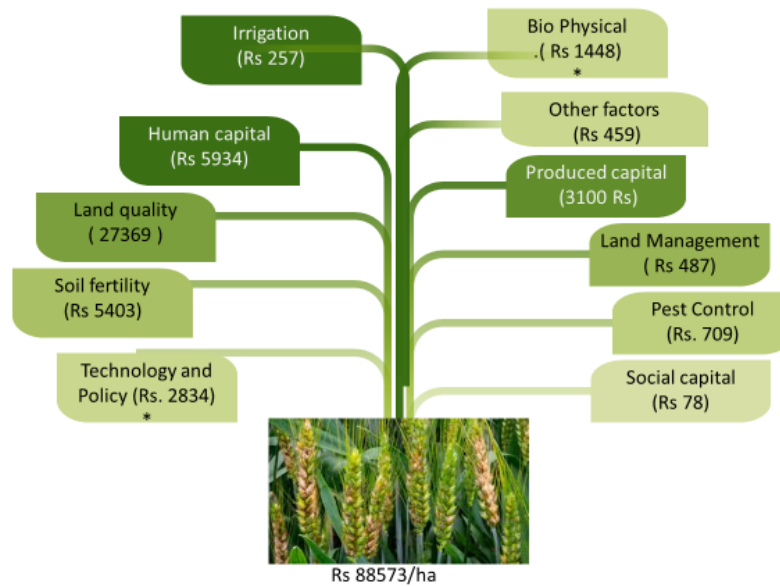 Irrigation
(Rs 257)
Human capital
(Rs 5934)
Land quality
( 27369 )
Soil fertility
(Rs 5403)
Technology and
Policy (Rs. 2834)
*
Bio Physical
.( Rs 1448)
*
Other factors
(Rs 459)
Produced capital
(3100 Rs)
Land Management
( Rs 487)
Pest Control
(Rs. 709)
Social capital
(Rs 78)
Rs 88573/ha